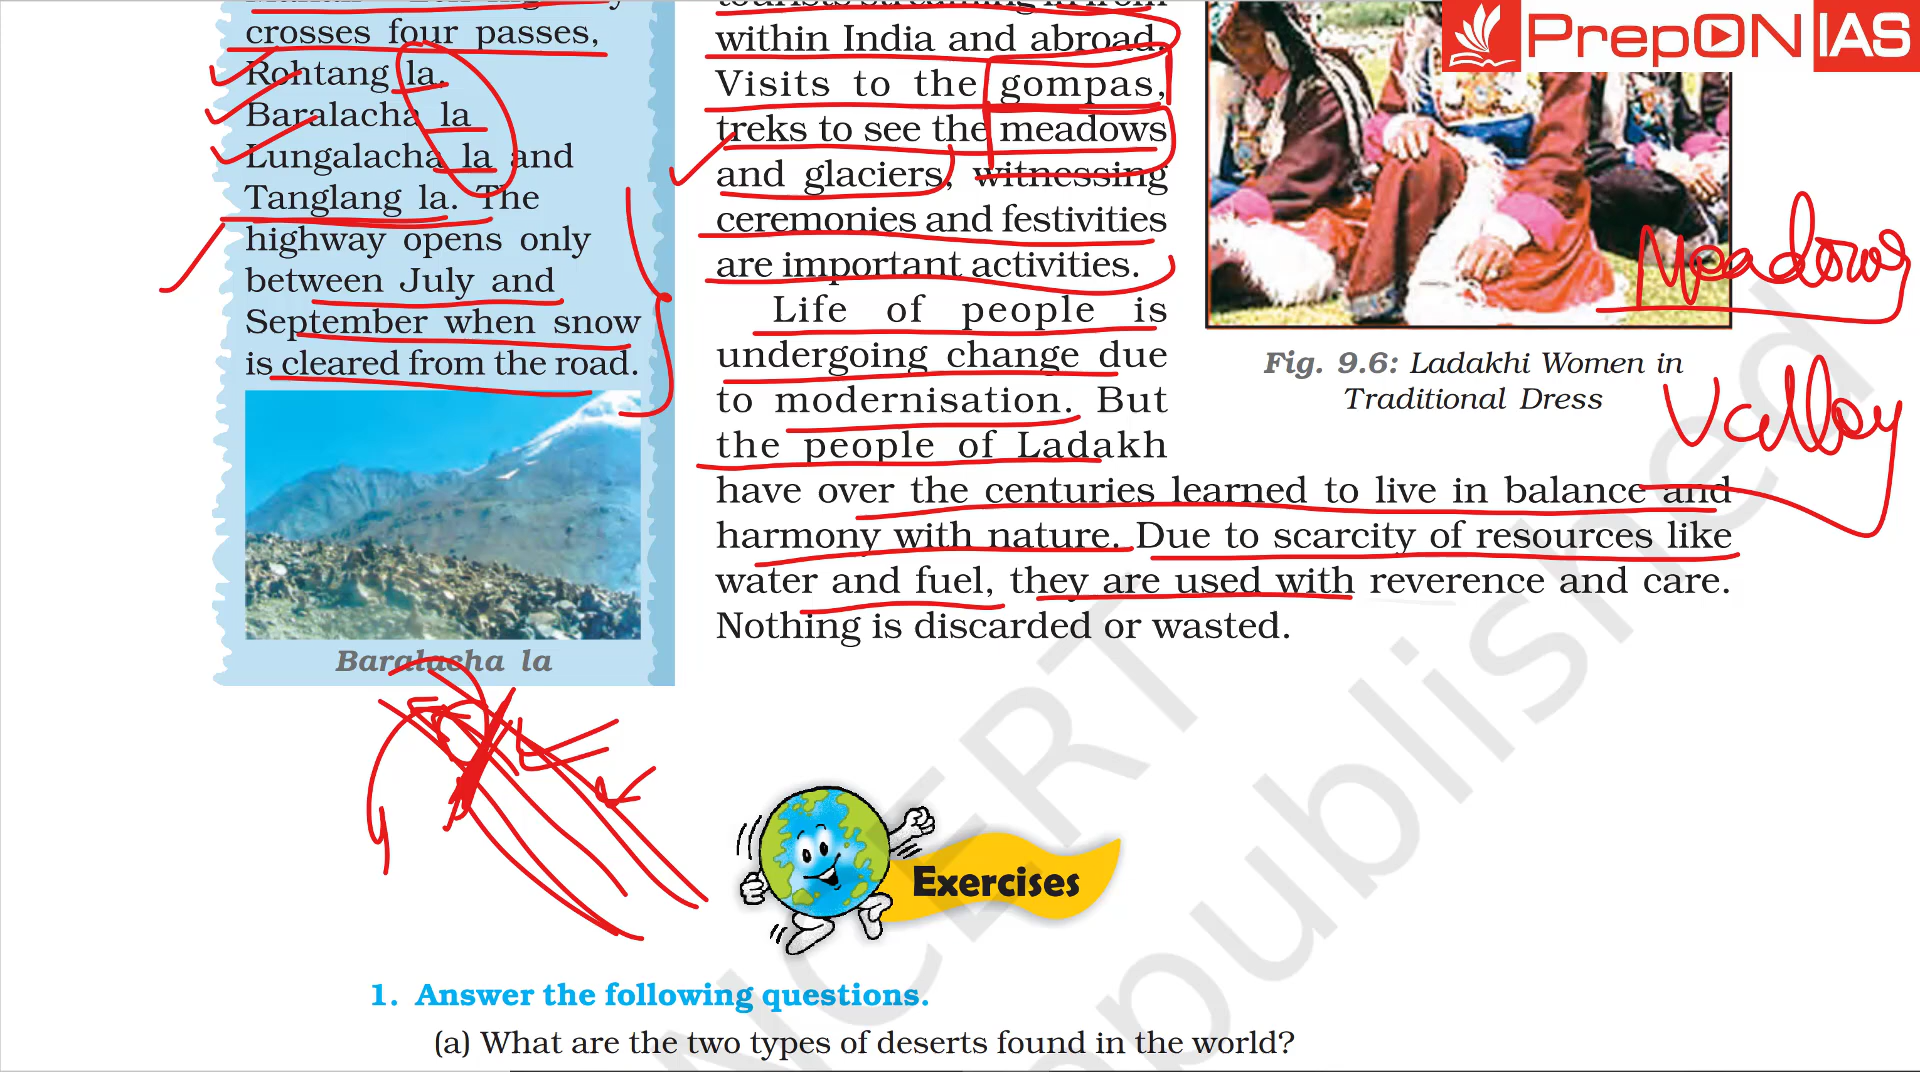 crosses four passes,
Rohtang la,
Baralacha la
Lungalacha la and
Tanglang la. The
highway opens only
between July and
September when snow
is cleared from the road.
Baralacha la
tourists streaming in from
within India and abroad.
Visits to the gompas,
treks to see the meadows
and glaciers, witnessing
ceremonies and festivities
are important activities.
Life of people is
undergoing change due
to modernisation. But
the people of Ladakh
have over the centuries learned to live in balance and
harmony with nature. Due to scarcity of resources like
water and fuel, they are used with reverence and care.
Nothing is discarded or wasted.
PrepON IAS
Meadows
Fig. 9.6: Ladakhi Women in
Traditional Dress
Valley
Exercises
1. Answer the following questions.
(a) What are the two types of deserts found in the world?
NCERT
republished